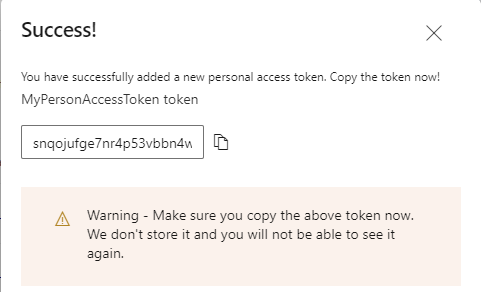 Success!
You have successfully added a new personal access token. Copy the token now!
MyPersonAccessToken token
snqojufge7nr4p53vbbn4w
Warning - Make sure you copy the above token now.
We don't store it and you will not be able to see it
again.